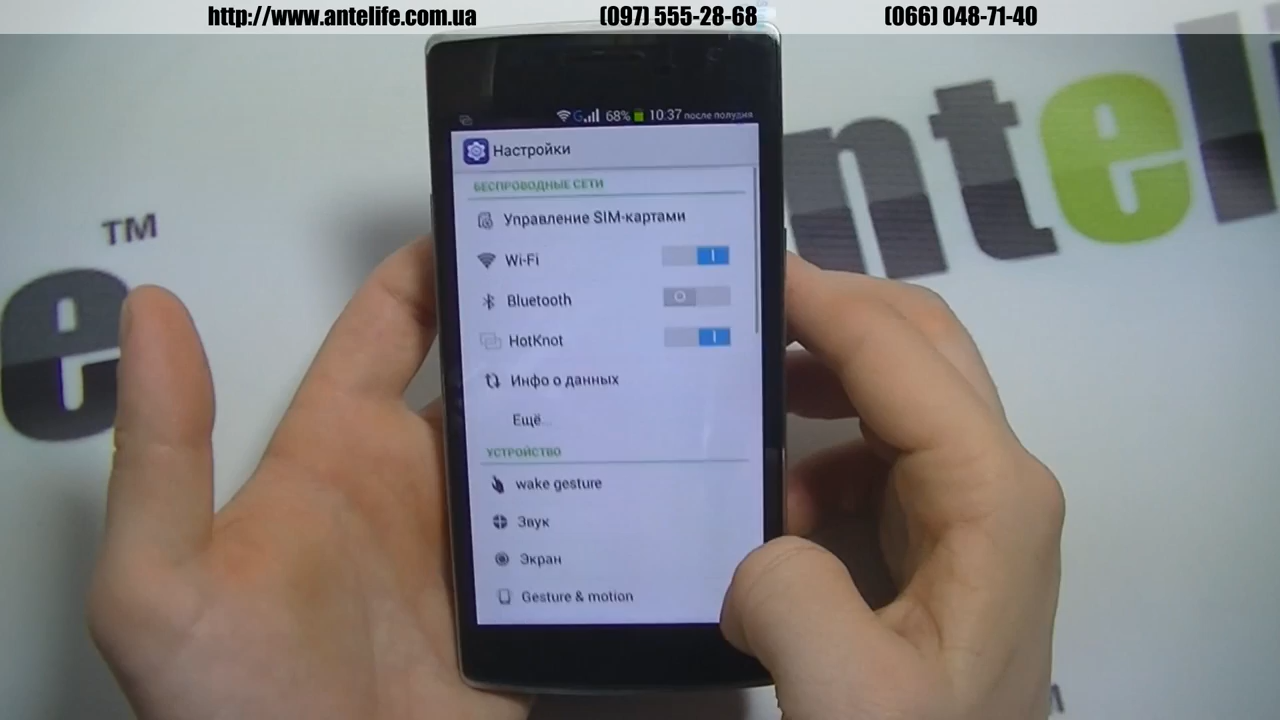 http://www.antelife.com.ua (097) 555-28-68 (066) 048-71-40
G 68% 10:37 после полудня
Настройки
БЕСПРОВОДНЫЕ СЕТИ
Управление SIM-картами
Wi-Fi
Bluetooth
HotKnot
Инфо о данных
Ещё...
УСТРОЙСТВО
wake gesture
Звук
Экран
Gesture & motion
TM
e
anteli